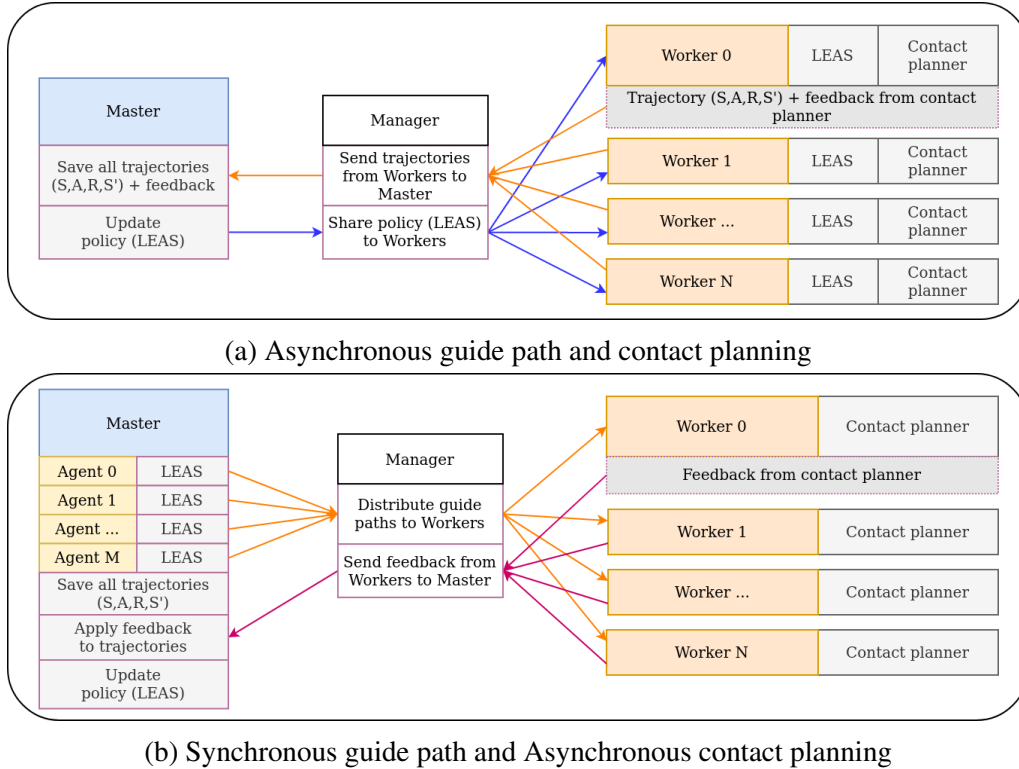 Master
Save all trajectories
(S,A,R,S') + feedback
Update
policy (LEAS)
Manager
Send trajectories
from Workers to
Master
Share policy (LEAS)
to Workers
Worker 0
LEAS
Contact
planner
Trajectory (S,A,R,S') + feedback from contact
planner
Worker 1
LEAS
Contact
planner
Worker ...
LEAS
Contact
planner
Worker N
LEAS
Contact
planner
(a) Asynchronous guide path and contact planning
Master
Agent 0
LEAS
Agent 1
LEAS
Agent ...
LEAS
Agent M
LEAS
Save all trajectories
(S,A,R,S')
Apply feedback
to trajectories
Update
policy (LEAS)
Manager
Distribute guide
paths to Workers
Send feedback from
Workers to Master
Worker 0
Contact planner
Feedback from contact planner
Worker 1
Contact planner
Worker ...
Contact planner
Worker N
Contact planner
(b) Synchronous guide path and Asynchronous contact planning